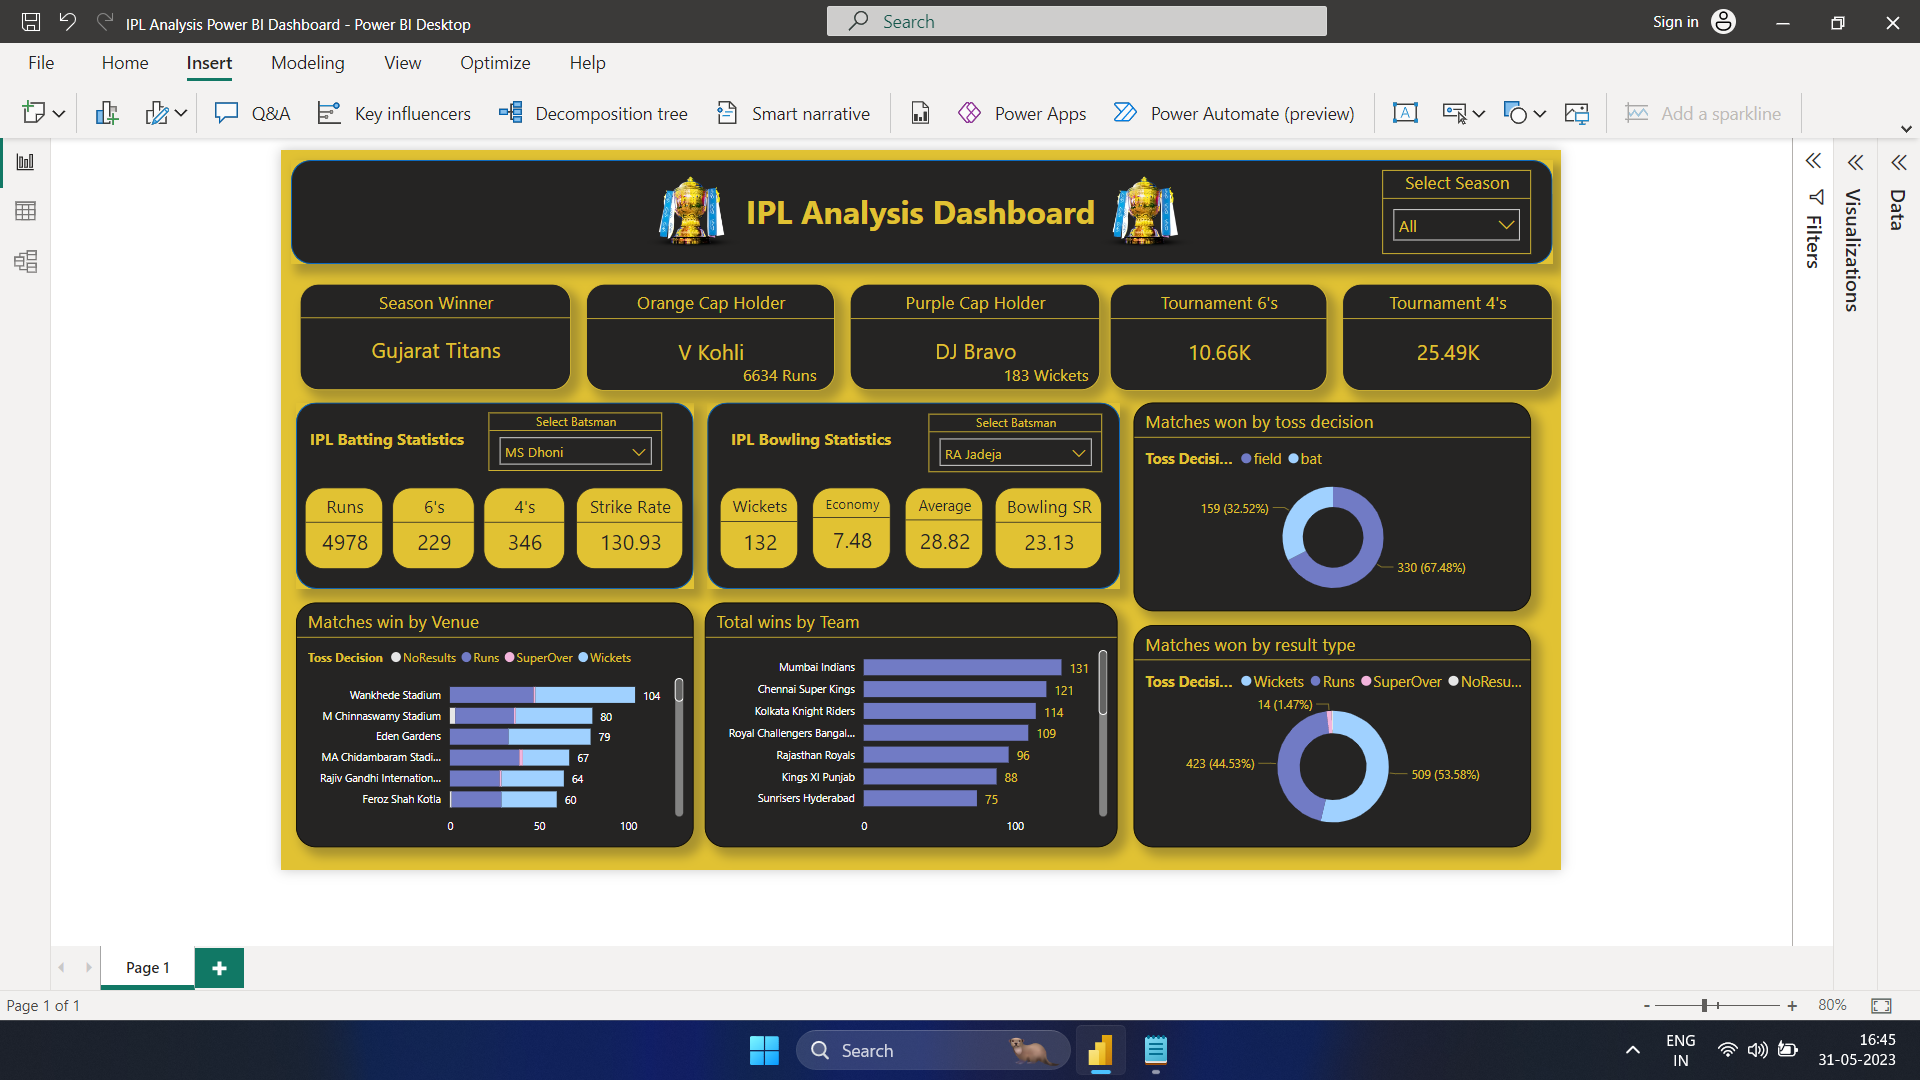 IPL Analysis Power BI Dashboard - Power BI Desktop
Search
Sign in
File Home Insert Modeling View Optimize Help
Q&A
Key influencers
Decomposition tree
Smart narrative
Power Apps
Power Automate (preview)
A
Add a sparkline
IPL Analysis Dashboard
Select Season
All
Season Winner
Gujarat Titans
Orange Cap Holder
V Kohli
6634 Runs
Purple Cap Holder
DJ Bravo
183 Wickets
Tournament 6's
10.66K
Tournament 4's
25.49K
IPL Batting Statistics
Select Batsman
MS Dhoni
Runs
4978
6's
229
4's
346
Strike Rate
130.93
IPL Bowling Statistics
Select Batsman
RA Jadeja
Wickets
132
Economy
7.48
Average
28.82
Bowling SR
23.13
Matches won by toss decision
Toss Decisi... field bat
159 (32.52%)
330 (67.48%)
Matches win by Venue
Toss Decision NoResults Runs SuperOver Wickets
Wankhede Stadium 104
M Chinnaswamy Stadium 80
Eden Gardens 79
MA Chidambaram Stadi... 67
Rajiv Gandhi Internation... 64
Feroz Shah Kotla 60
0 50 100
Total wins by Team
Mumbai Indians 131
Chennai Super Kings 121
Kolkata Knight Riders 114
Royal Challengers Bangal... 109
Rajasthan Royals 96
Kings XI Punjab 88
Sunrisers Hyderabad 75
0 100
Matches won by result type
Toss Decisi... Wickets Runs SuperOver NoResu...
14 (1.47%)
423 (44.53%)
509 (53.58%)
Filters
Visualizations
Data
Page 1
Page 1 of 1
- + 80%
Search
ENG
IN
16:45
31-05-2023